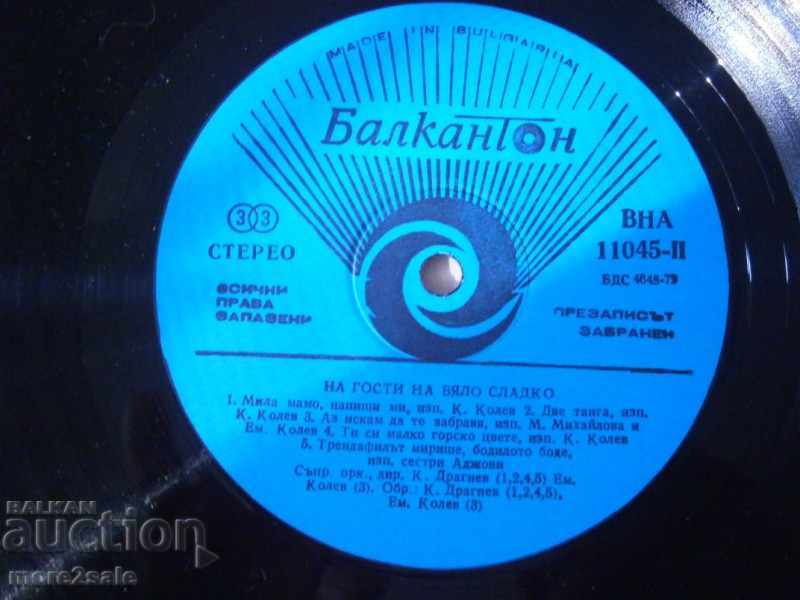 MADE IN BULGARIA
Балкантон
33
СТЕРЕО
ВСИЧКИ
ПРАВА
ЗАПАЗЕНИ
ВНА
11045-II
БДС 4648-79
ПРЕЗАПИСЪТ
ЗАБРАНЕН
НА ГОСТИ НА БЯЛО СЛАДКО
1. Мила мамо, напиши ми, изп. К. Колев 2. Две танга, изп.
К. Колев 3. Аз искам да те забравя, изп. М. Михайлова и
Ем. Колев 4. Ти си малко горско цвете, изп. К. Колев
5. Трендафилът мирише, бодилото боде,
изп. сестри Аджови
Съпр. орк., дир. К. Драгнев (1,2,4,5) Ем.
Колев (3). Обр.: К. Драгнев (1,2,4,5),
Ем. Колев (3)
BALKAN
auction
more2sale